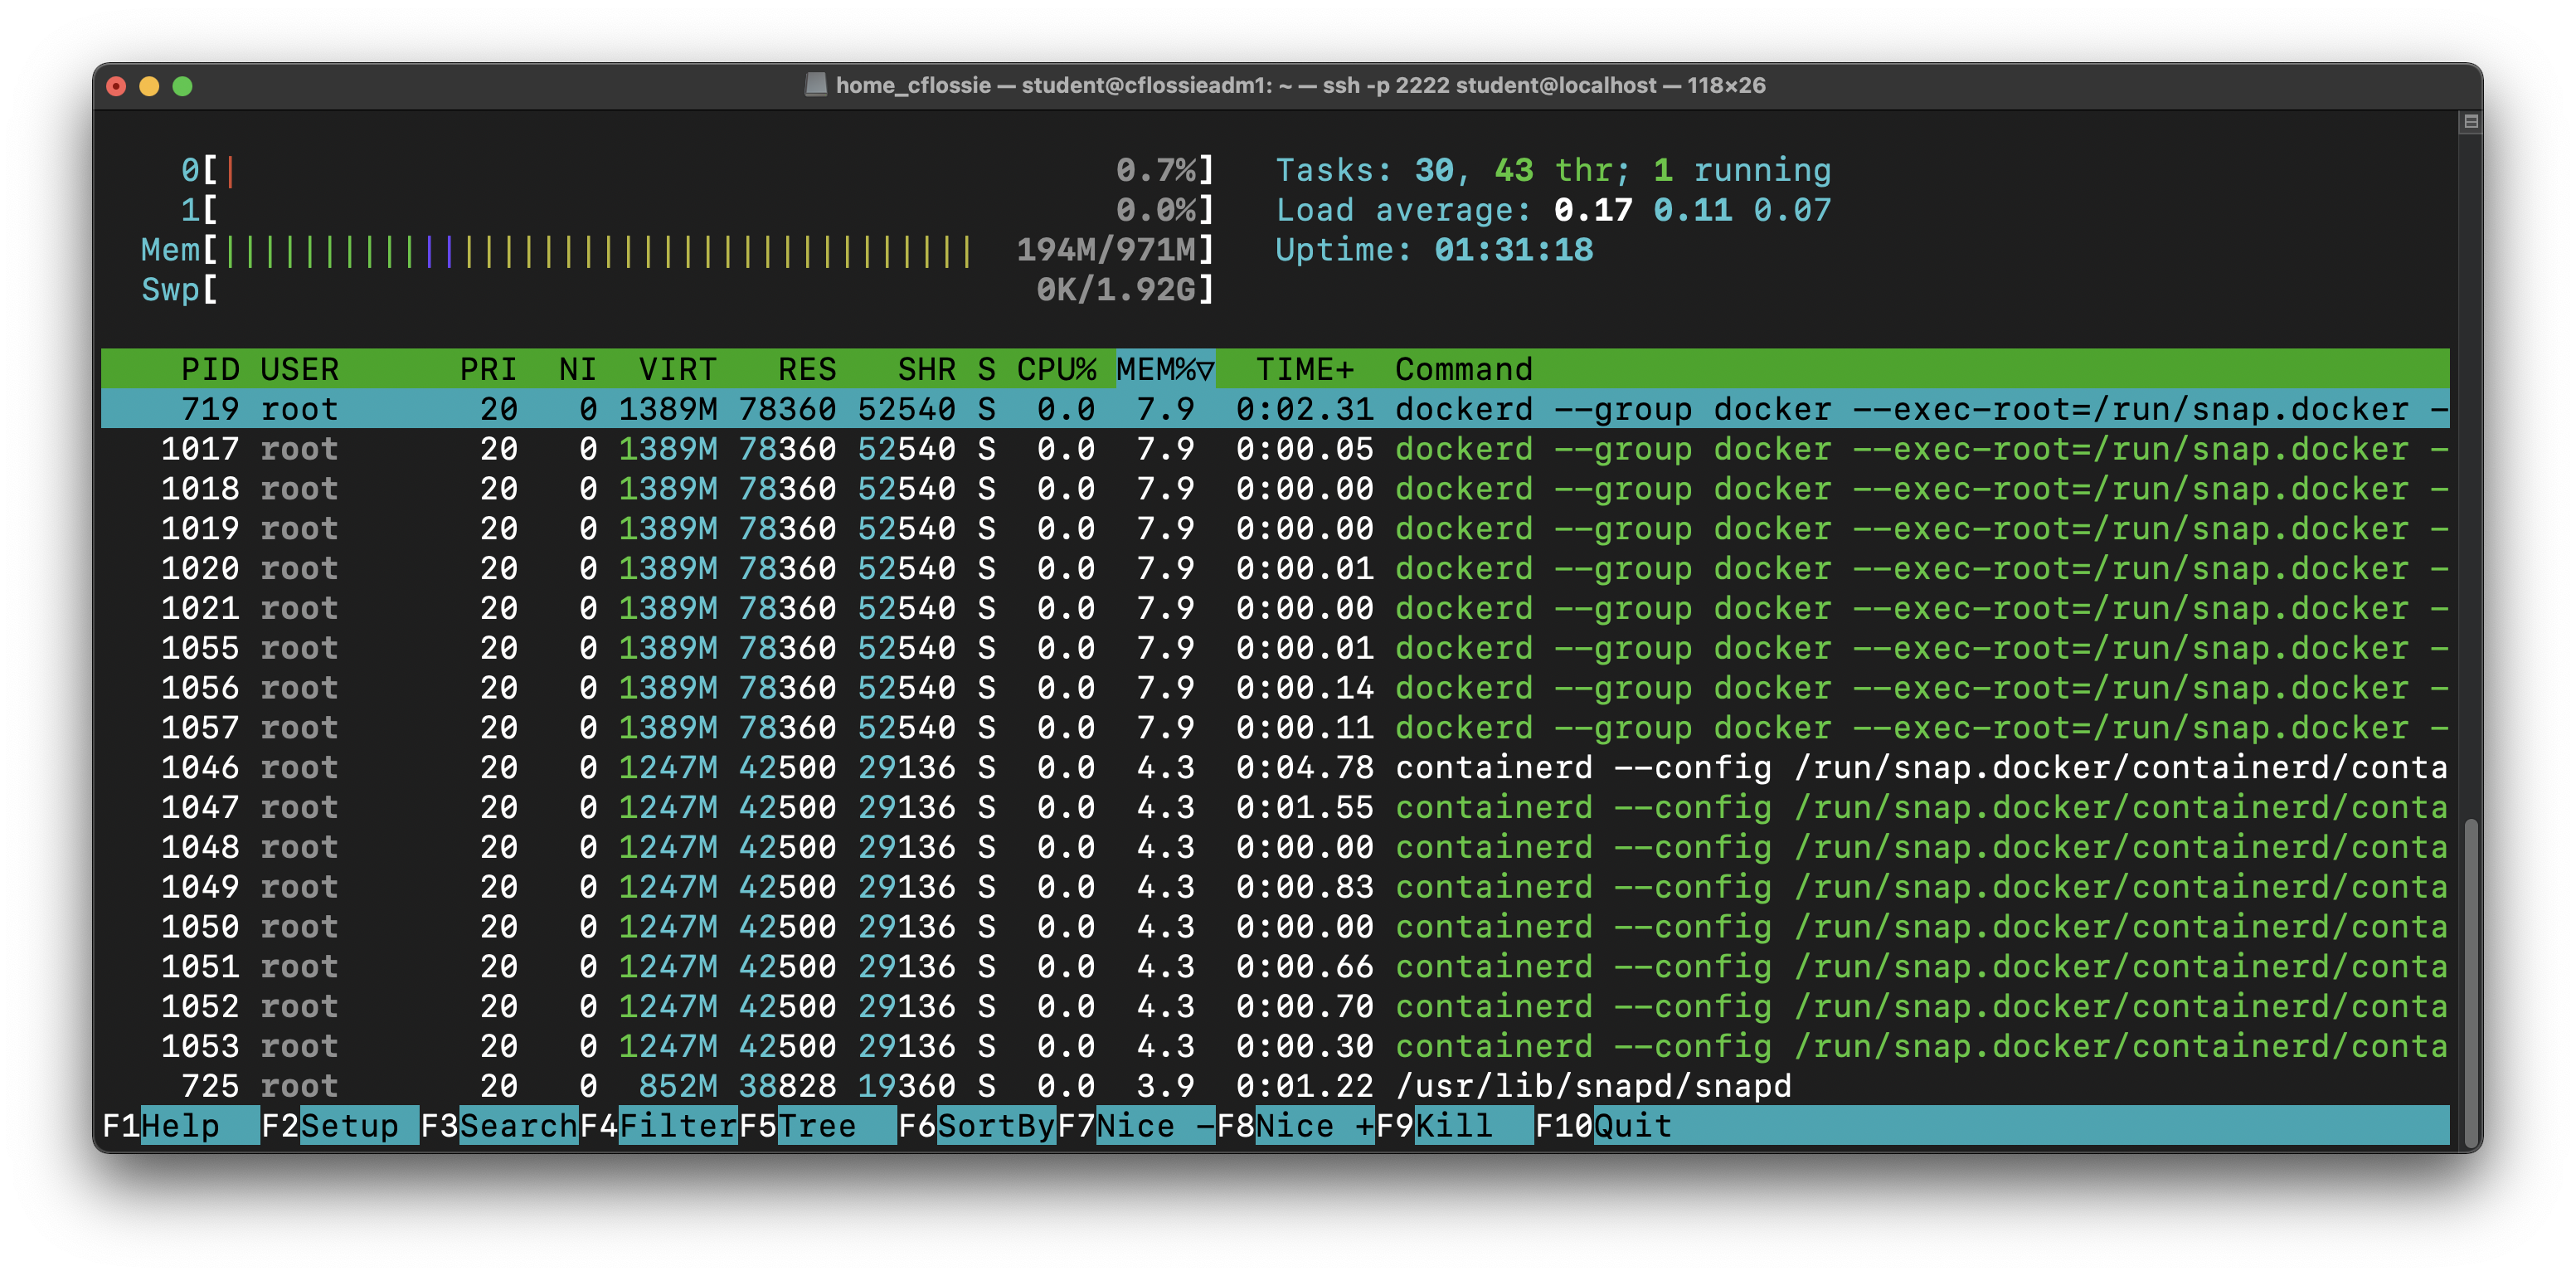 home_cflossie — student@cflossieadm1: ~ — ssh -p 2222 student@localhost — 118×26
0[| 0.7%] Tasks: 30, 43 thr; 1 running
1[ 0.0%] Load average: 0.17 0.11 0.07
Mem[|||||||||||||||||||||||||||||||||||||| 194M/971M] Uptime: 01:31:18
Swp[ 0K/1.92G]
PID USER PRI NI VIRT RES SHR S CPU% MEM%▽ TIME+ Command
719 root 20 0 1389M 78360 52540 S 0.0 7.9 0:02.31 dockerd --group docker --exec-root=/run/snap.docker -
1017 root 20 0 1389M 78360 52540 S 0.0 7.9 0:00.05 dockerd --group docker --exec-root=/run/snap.docker -
1018 root 20 0 1389M 78360 52540 S 0.0 7.9 0:00.00 dockerd --group docker --exec-root=/run/snap.docker -
1019 root 20 0 1389M 78360 52540 S 0.0 7.9 0:00.00 dockerd --group docker --exec-root=/run/snap.docker -
1020 root 20 0 1389M 78360 52540 S 0.0 7.9 0:00.01 dockerd --group docker --exec-root=/run/snap.docker -
1021 root 20 0 1389M 78360 52540 S 0.0 7.9 0:00.00 dockerd --group docker --exec-root=/run/snap.docker -
1055 root 20 0 1389M 78360 52540 S 0.0 7.9 0:00.01 dockerd --group docker --exec-root=/run/snap.docker -
1056 root 20 0 1389M 78360 52540 S 0.0 7.9 0:00.14 dockerd --group docker --exec-root=/run/snap.docker -
1057 root 20 0 1389M 78360 52540 S 0.0 7.9 0:00.11 dockerd --group docker --exec-root=/run/snap.docker -
1046 root 20 0 1247M 42500 29136 S 0.0 4.3 0:04.78 containerd --config /run/snap.docker/containerd/conta
1047 root 20 0 1247M 42500 29136 S 0.0 4.3 0:01.55 containerd --config /run/snap.docker/containerd/conta
1048 root 20 0 1247M 42500 29136 S 0.0 4.3 0:00.00 containerd --config /run/snap.docker/containerd/conta
1049 root 20 0 1247M 42500 29136 S 0.0 4.3 0:00.83 containerd --config /run/snap.docker/containerd/conta
1050 root 20 0 1247M 42500 29136 S 0.0 4.3 0:00.00 containerd --config /run/snap.docker/containerd/conta
1051 root 20 0 1247M 42500 29136 S 0.0 4.3 0:00.66 containerd --config /run/snap.docker/containerd/conta
1052 root 20 0 1247M 42500 29136 S 0.0 4.3 0:00.70 containerd --config /run/snap.docker/containerd/conta
1053 root 20 0 1247M 42500 29136 S 0.0 4.3 0:00.30 containerd --config /run/snap.docker/containerd/conta
725 root 20 0 852M 38828 19360 S 0.0 3.9 0:01.22 /usr/lib/snapd/snapd
F1Help F2Setup F3SearchF4FilterF5Tree F6SortByF7Nice -F8Nice +F9Kill F10Quit